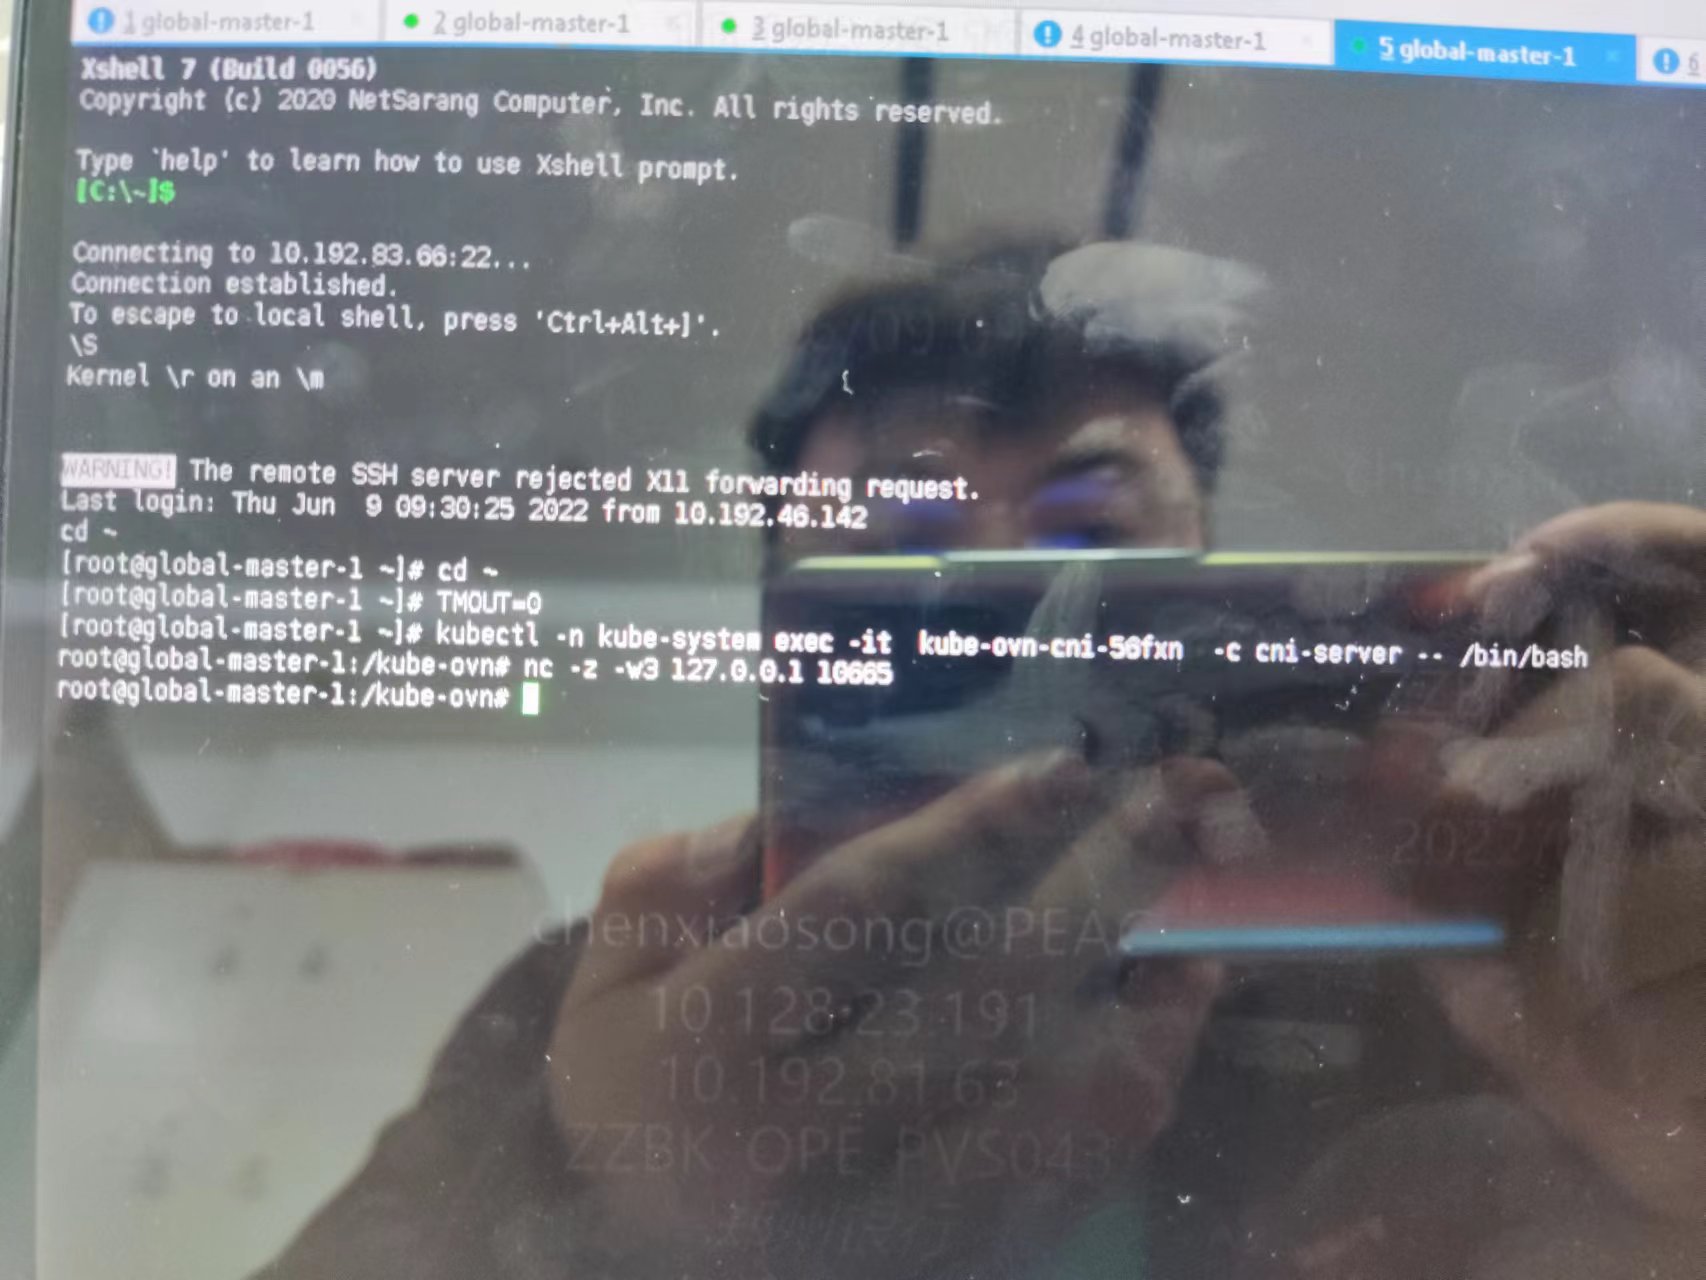 1 global-master-1
2 global-master-1
3 global-master-1
4 global-master-1
5 global-master-1
6
Xshell 7 (Build 0056)
Copyright (c) 2020 NetSarang Computer, Inc. All rights reserved.
Type `help' to learn how to use Xshell prompt.
[C:\~]$
Connecting to 10.192.83.66:22...
Connection established.
To escape to local shell, press 'Ctrl+Alt+]'.
\S
Kernel \r on an \m
WARNING! The remote SSH server rejected X11 forwarding request.
Last login: Thu Jun  9 09:30:25 2022 from 10.192.46.142
cd ~
[root@global-master-1 ~]# cd ~
[root@global-master-1 ~]# TMOUT=0
[root@global-master-1 ~]# kubectl -n kube-system exec -it  kube-ovn-cni-56fxn  -c cni-server -- /bin/bash
root@global-master-1:/kube-ovn# nc -z -w3 127.0.0.1 10665
root@global-master-1:/kube-ovn#
chenxiaosong@PEA
10.128.23.191
10.192.81.63
ZZBK_OPE_PVS043